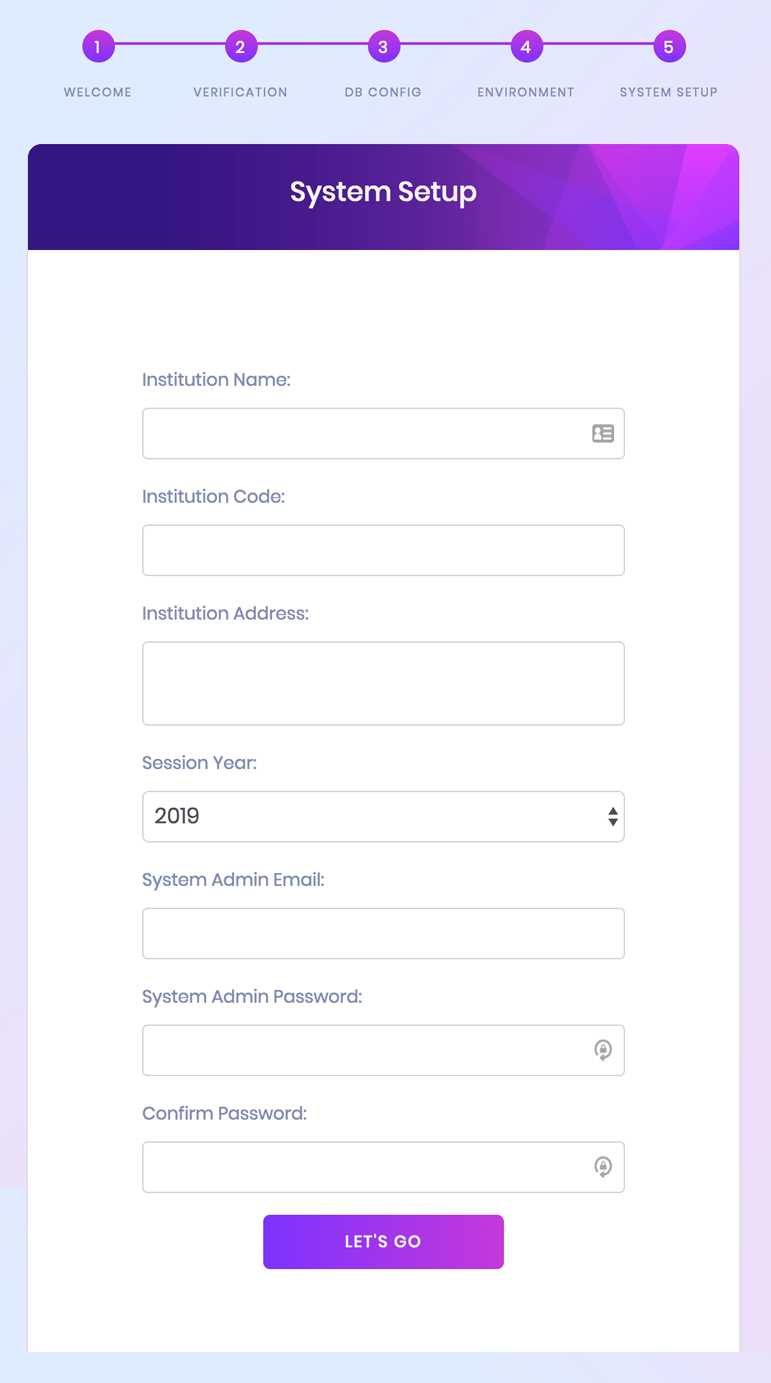 1 2 3 4 5
WELCOME VERIFICATION DB CONFIG ENVIRONMENT SYSTEM SETUP
System Setup
Institution Name:
Institution Code:
Institution Address:
Session Year:
2019
System Admin Email:
System Admin Password:
Confirm Password:
LET'S GO